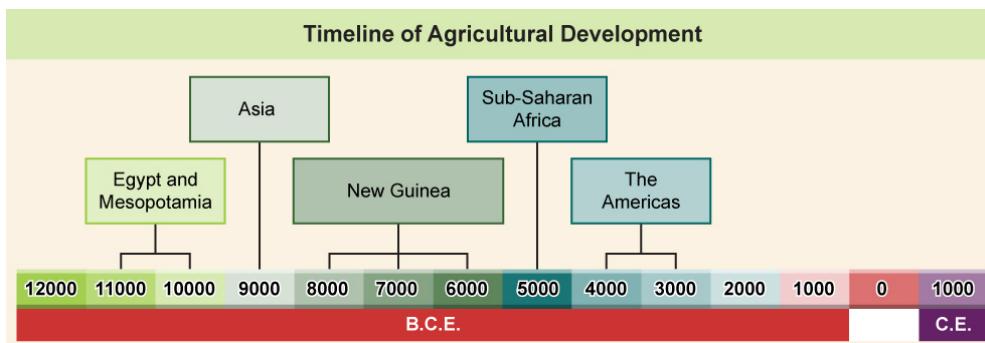 Timeline of Agricultural Development
Asia
Sub-Saharan
Africa
Egypt and
Mesopotamia
New Guinea
The
Americas
12000 11000 10000 9000 8000 7000 6000 5000 4000 3000 2000 1000 0 1000
B.C.E. C.E.